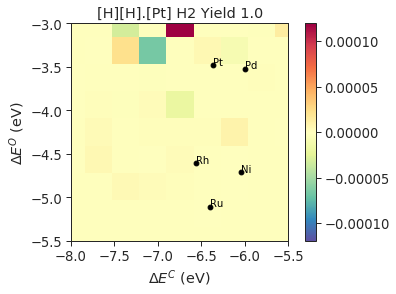 [H][H].[Pt] H2 Yield 1.0
−3.0
−3.5
−4.0
−4.5
−5.0
−5.5
ΔE^O (eV)
Pt
Pd
Rh
Ni
Ru
−8.0 −7.5 −7.0 −6.5 −6.0 −5.5
ΔE^C (eV)
0.00010
0.00005
0.00000
−0.00005
−0.00010